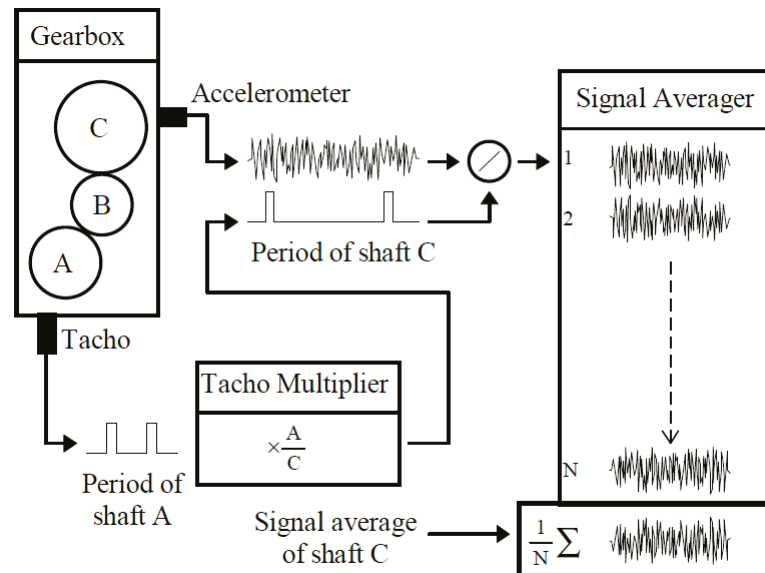 Gearbox
C
B
A
Accelerometer
Period of shaft C
Tacho
Period of
shaft A
Tacho Multiplier
× A/C
Signal Averager
1
2
N
Signal average
of shaft C
1/N ∑